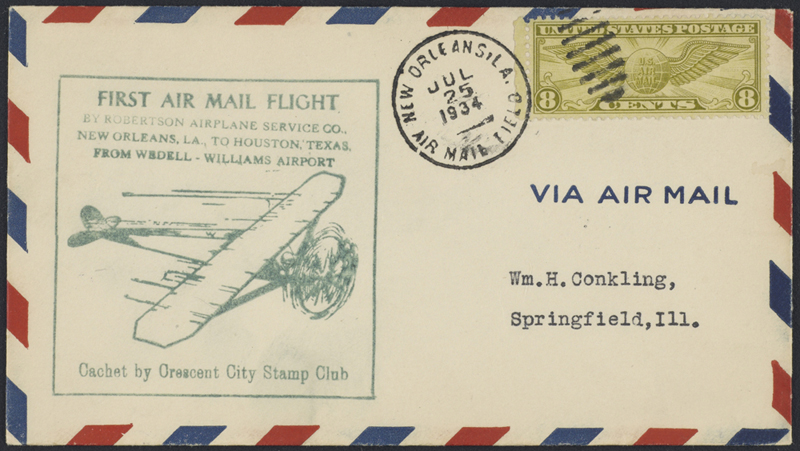 FIRST AIR MAIL FLIGHT
BY ROBERTSON AIRPLANE SERVICE CO.,
NEW ORLEANS, LA., TO HOUSTON, TEXAS,
FROM WEDELL - WILLIAMS AIRPORT
Cachet by Crescent City Stamp Club
NEW ORLEANS, LA.
JUL
25
1934
AIR MAIL FIELD
UNITED STATES POSTAGE
U.S.
AIR
MAIL
8 CENTS 8
VIA AIR MAIL
Wm.H.Conkling,
Springfield,Ill.